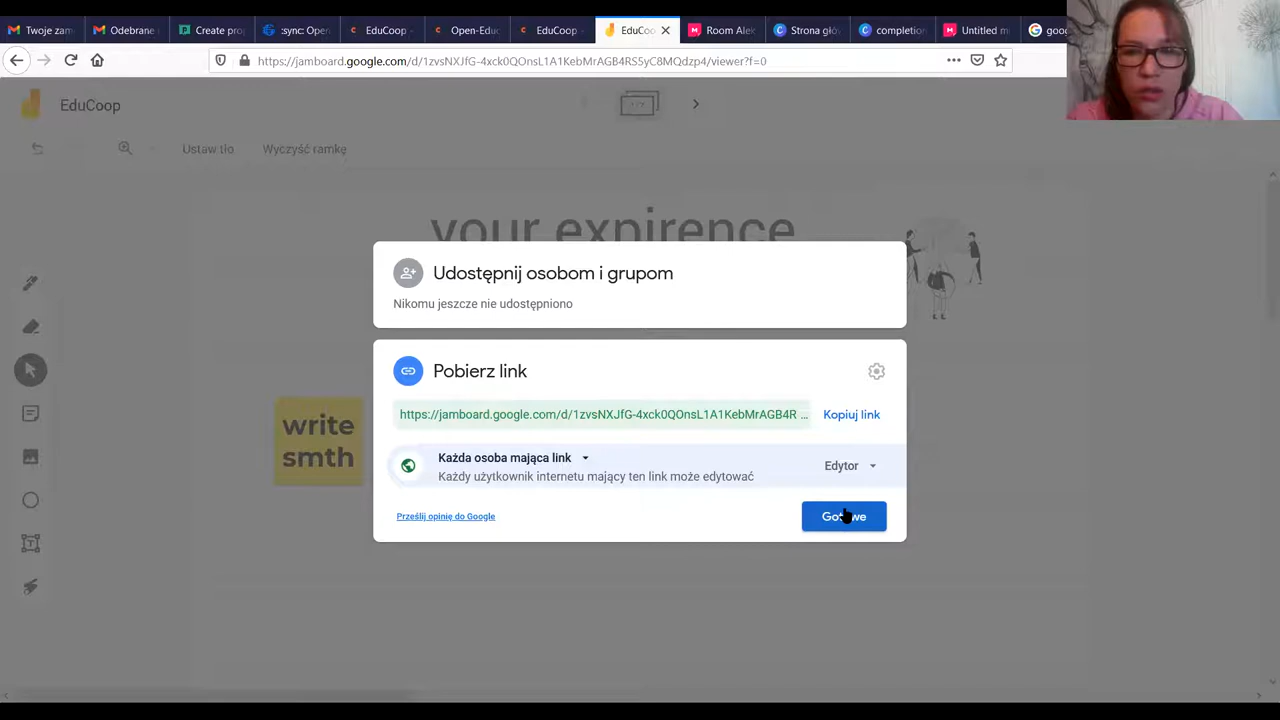 Twoje zam
Odebrane
Create pro
:sync: Ope
EduCoop -
Open-Educ
EduCoop
EduCoo
Room Alek
Strona głó
completion
Untitled m
goog
https://jamboard.google.com/d/1zvsNXJfG-4xck0QOnsL1A1KebMrAGB4RS5yC8MQdzp4/viewer?f=0
EduCoop
Ustaw tło
Wyczyść ramkę
your expirence
Udostępnij osobom i grupom
Nikomu jeszcze nie udostępniono
Pobierz link
https://jamboard.google.com/d/1zvsNXJfG-4xck0QOnsL1A1KebMrAGB4R ...
Kopiuj link
write
smth
Każda osoba mająca link
Każdy użytkownik internetu mający ten link może edytować
Edytor
Prześlij opinię do Google
Gotowe